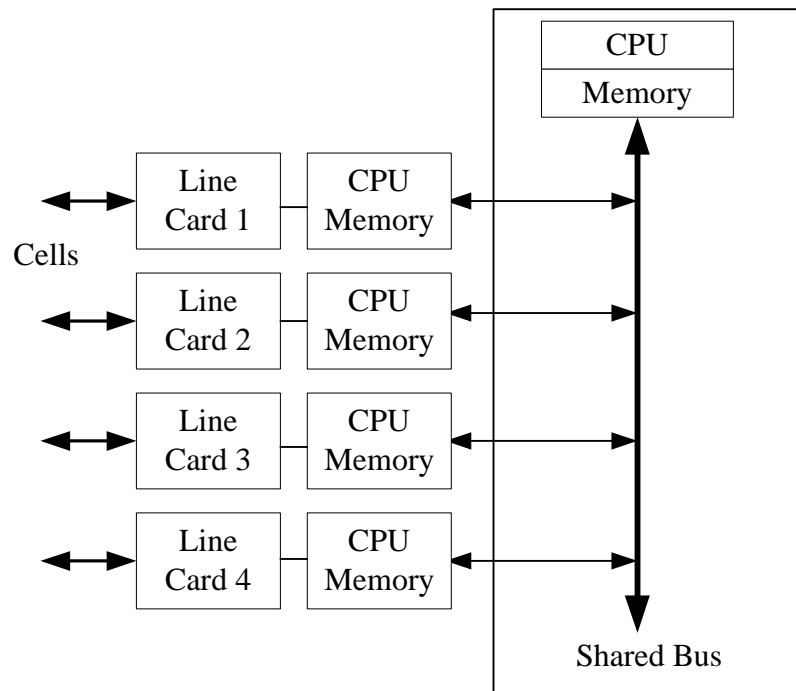 CPU
Memory
Line
Card 1
CPU
Memory
Cells
Line
Card 2
CPU
Memory
Line
Card 3
CPU
Memory
Line
Card 4
CPU
Memory
Shared Bus